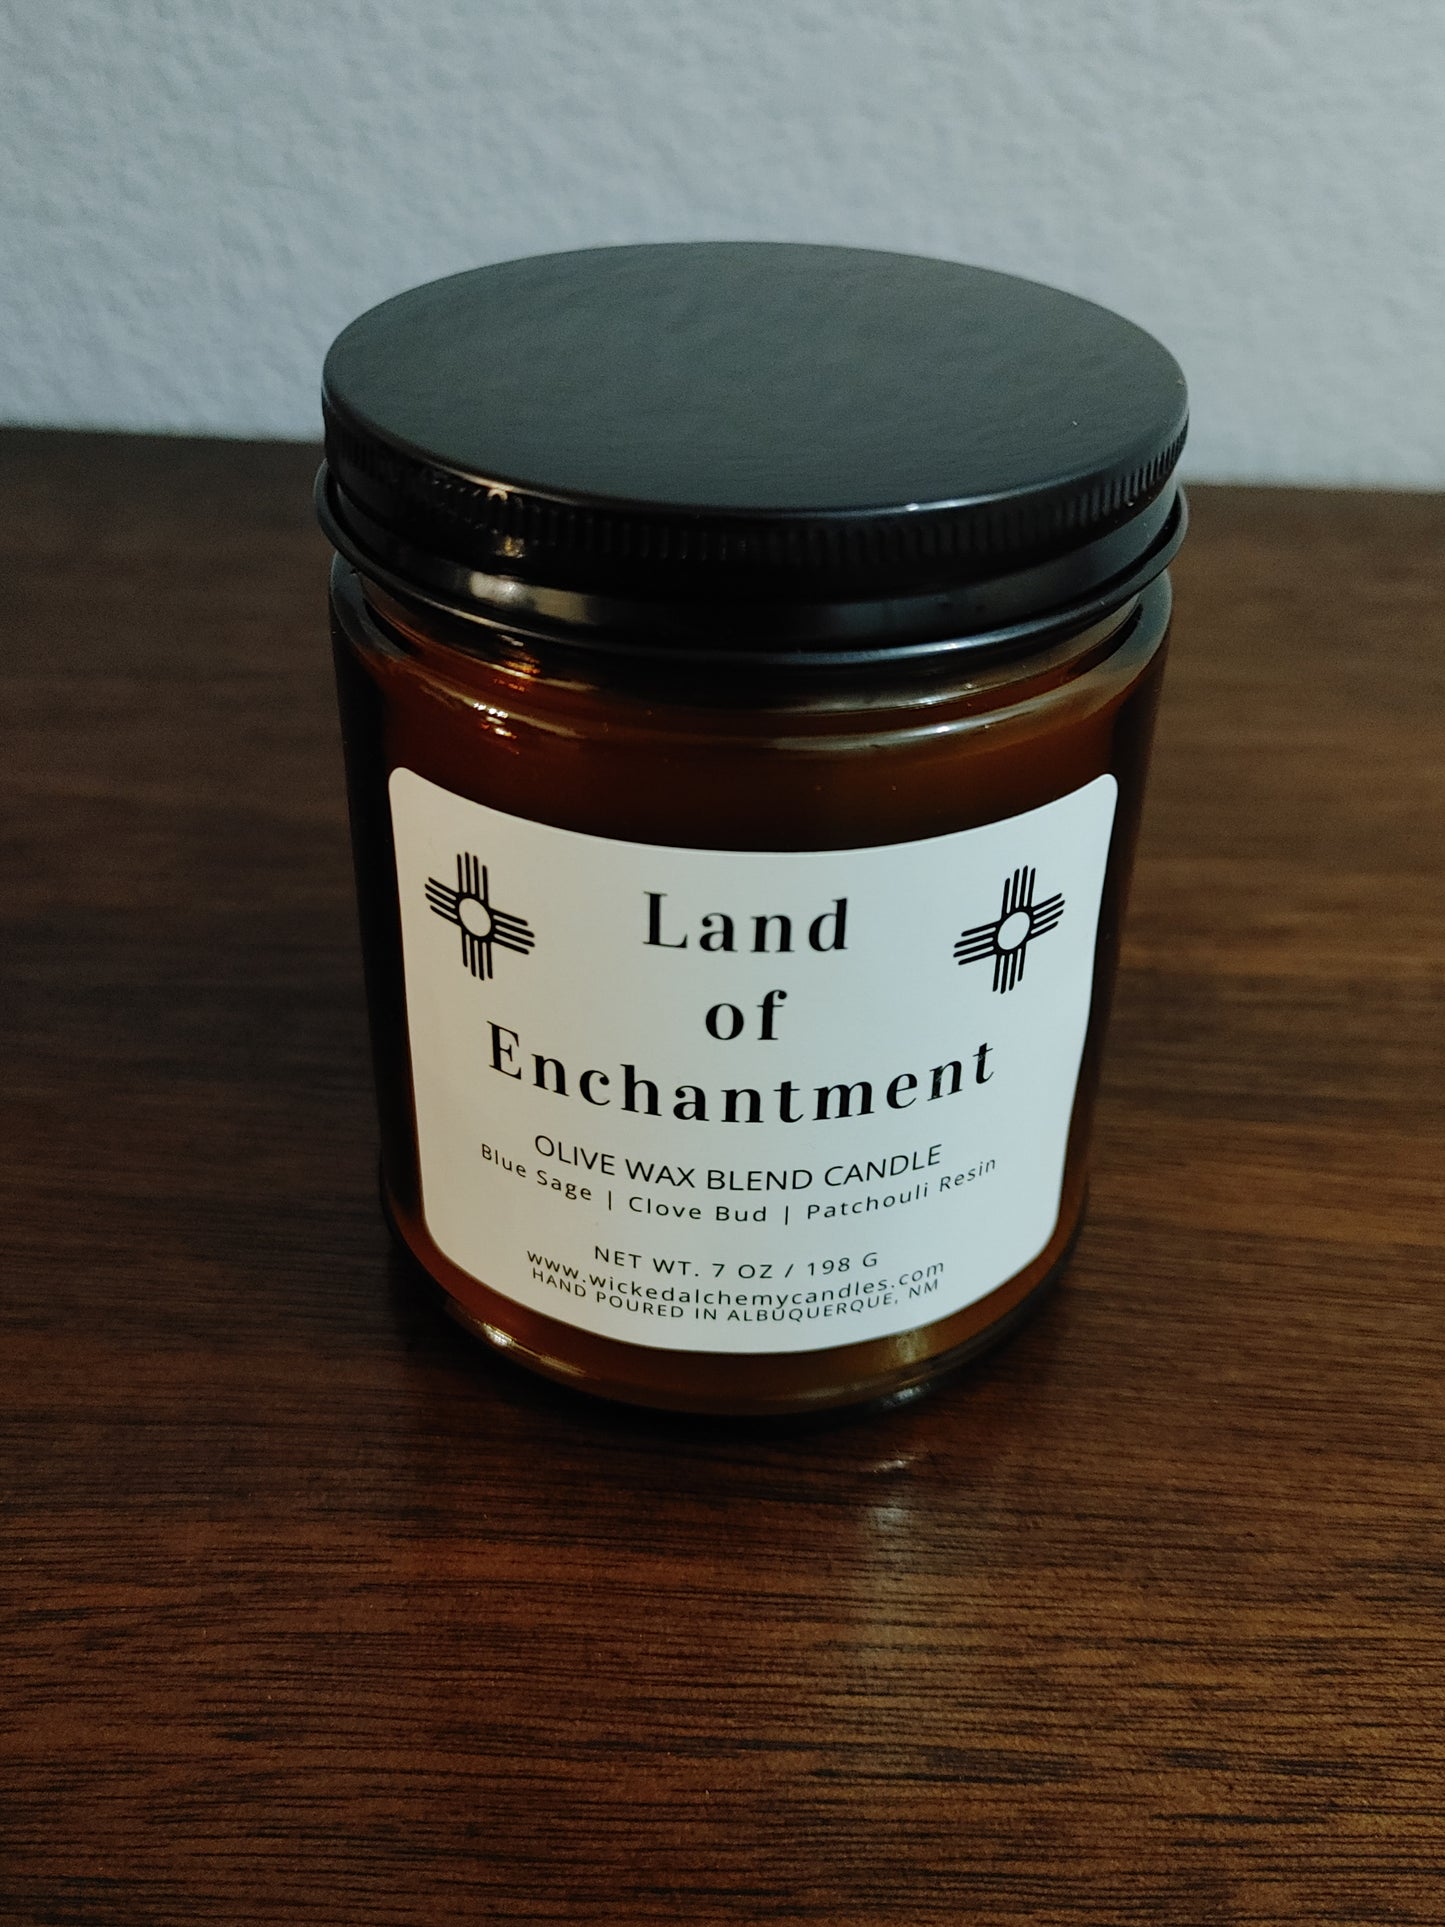 Land
of
Enchantment
OLIVE WAX BLEND CANDLE
Blue Sage | Clove Bud | Patchouli Resin
NET WT. 7 OZ / 198 G
www.wickedalchemycandles.com
HAND POURED IN ALBUQUERQUE, NM